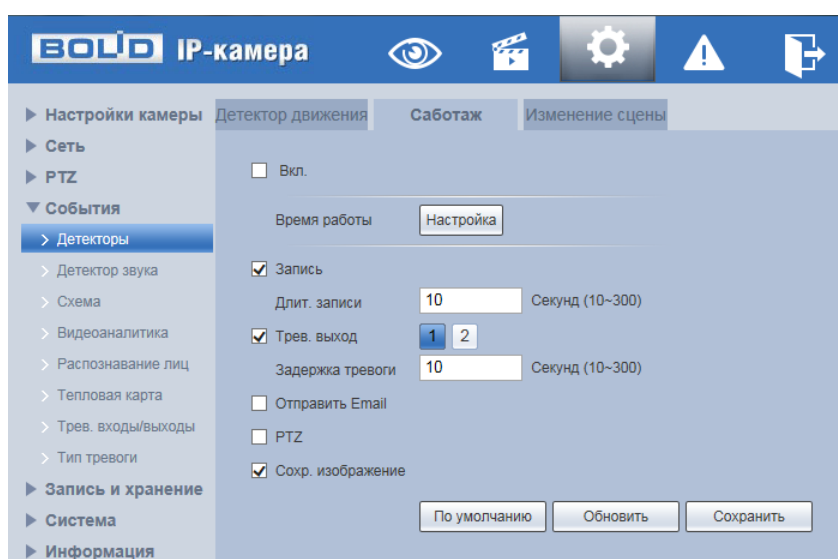 BOLID IP-камера
Настройки камеры
Сеть
PTZ
События
Детекторы
Детектор звука
Схема
Видеоаналитика
Распознавание лиц
Тепловая карта
Трев. входы/выходы
Тип тревоги
Запись и хранение
Система
Информация
Детектор движения Саботаж Изменение сцены
Вкл.
Время работы Настройка
Запись
Длит. записи 10 Секунд (10~300)
Трев. выход 1 2
Задержка тревоги 10 Секунд (10~300)
Отправить Email
PTZ
Сохр. изображение
По умолчанию Обновить Сохранить